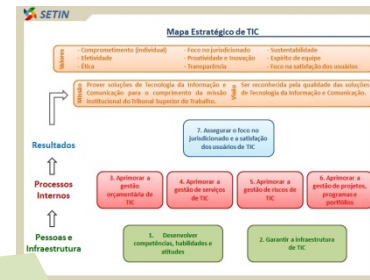 SETIN
Mapa Estratégico de TIC
Valores
- Comprometimento (individual)
- Efetividade
- Ética
- Foco no jurisdicionado
- Proatividade e Inovação
- Transparência
- Sustentabilidade
- Espírito de equipe
- Foco na satisfação dos usuários
Missão
Prover soluções de Tecnologia da Informação e
Comunicação para o cumprimento da missão
institucional do Tribunal Superior do Trabalho.
Visão
Ser reconhecida pela qualidade das soluções
de Tecnologia da Informação e Comunicação.
Resultados
7. Assegurar o foco no
jurisdicionado e a satisfação
dos usuários de TIC
Processos
Internos
3. Aprimorar a
gestão
orçamentária de
TIC
4. Aprimorar a
gestão de serviços
de TIC
5. Aprimorar a
gestão de riscos de
TIC
6. Aprimorar a
gestão de projetos,
programas e
portfólios
Pessoas e
Infraestrutura
1. Desenvolver
competências, habilidades e
atitudes
2. Garantir a infraestrutura
de TIC